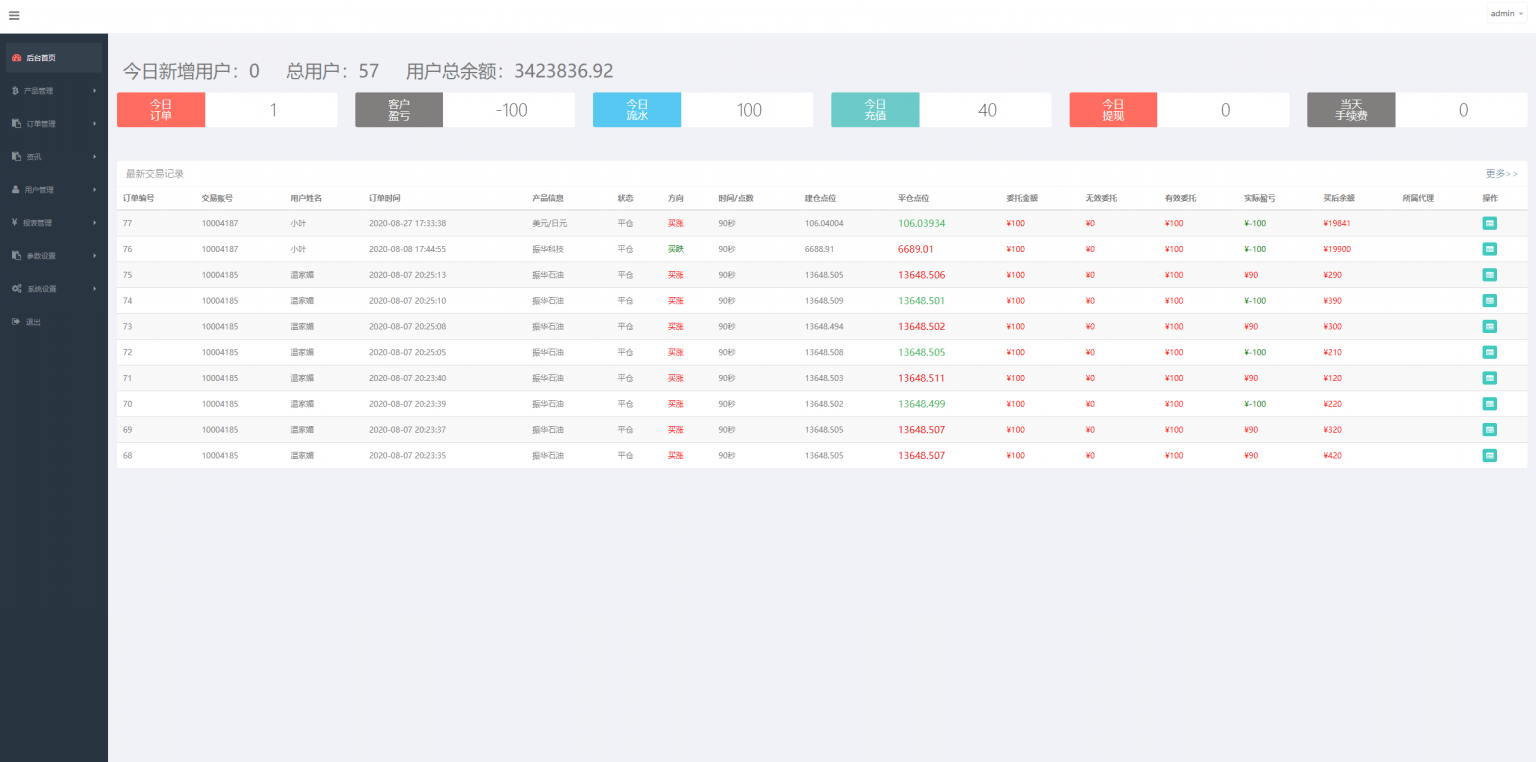 admin
后台首页
产品管理
订单管理
资讯
用户管理
报表管理
参数设置
系统设置
退出
今日新增用户：0 总用户：57 用户总余额：3423836.92
今日
订单
1
客户
盈亏
-100
今日
流水
100
今日
充值
40
今日
提现
0
当天
手续费
0
最新交易记录 更多>>
订单编号 交易账号 用户姓名 订单时间 产品信息 状态 方向 时间/点数 建仓点位 平仓点位 委托金额 无效委托 有效委托 实际盈亏 买后余额 所属代理 操作
77 10004187 小叶 2020-08-27 17:33:38 美元/日元 平仓 买涨 90秒 106.04004 106.03934 ¥100 ¥0 ¥100 ¥-100 ¥19841
76 10004187 小叶 2020-08-08 17:44:55 振华科技 平仓 买跌 90秒 6688.91 6689.01 ¥100 ¥0 ¥100 ¥-100 ¥19900
75 10004185 温家媚 2020-08-07 20:25:13 振华石油 平仓 买涨 90秒 13648.505 13648.506 ¥100 ¥0 ¥100 ¥90 ¥290
74 10004185 温家媚 2020-08-07 20:25:10 振华石油 平仓 买涨 90秒 13648.509 13648.501 ¥100 ¥0 ¥100 ¥-100 ¥390
73 10004185 温家媚 2020-08-07 20:25:08 振华石油 平仓 买涨 90秒 13648.494 13648.502 ¥100 ¥0 ¥100 ¥90 ¥300
72 10004185 温家媚 2020-08-07 20:25:05 振华石油 平仓 买涨 90秒 13648.508 13648.505 ¥100 ¥0 ¥100 ¥-100 ¥210
71 10004185 温家媚 2020-08-07 20:23:40 振华石油 平仓 买涨 90秒 13648.503 13648.511 ¥100 ¥0 ¥100 ¥90 ¥120
70 10004185 温家媚 2020-08-07 20:23:39 振华石油 平仓 买涨 90秒 13648.502 13648.499 ¥100 ¥0 ¥100 ¥-100 ¥220
69 10004185 温家媚 2020-08-07 20:23:37 振华石油 平仓 买涨 90秒 13648.505 13648.507 ¥100 ¥0 ¥100 ¥90 ¥320
68 10004185 温家媚 2020-08-07 20:23:35 振华石油 平仓 买涨 90秒 13648.505 13648.507 ¥100 ¥0 ¥100 ¥90 ¥420